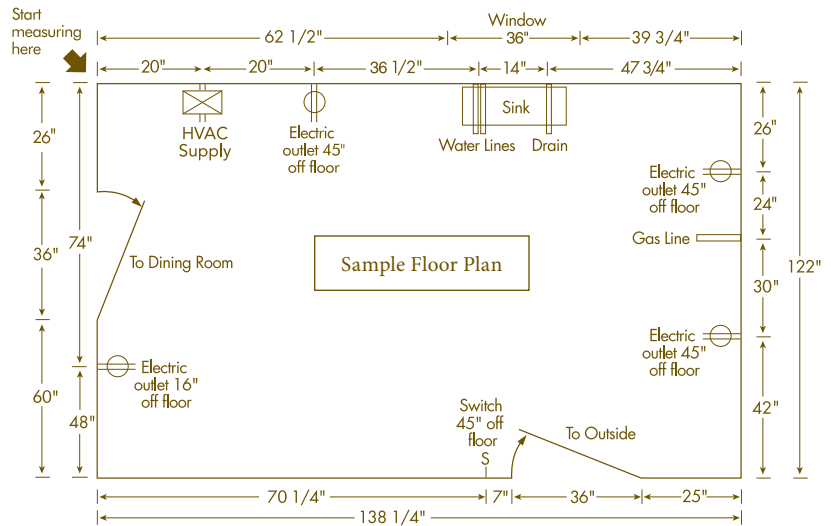 Start
measuring
here
Window
62 1/2"
36"
39 3/4"
20"
20"
36 1/2"
14"
47 3/4"
26"
36"
60"
74"
48"
HVAC
Supply
Electric
outlet 45"
off floor
Sink
Water Lines
Drain
Electric
outlet 45"
off floor
26"
24"
Gas Line
30"
122"
Electric
outlet 45"
off floor
42"
To Dining Room
Sample Floor Plan
Electric
outlet 16"
off floor
Switch
45" off
floor
S
To Outside
70 1/4"
7"
36"
25"
138 1/4"